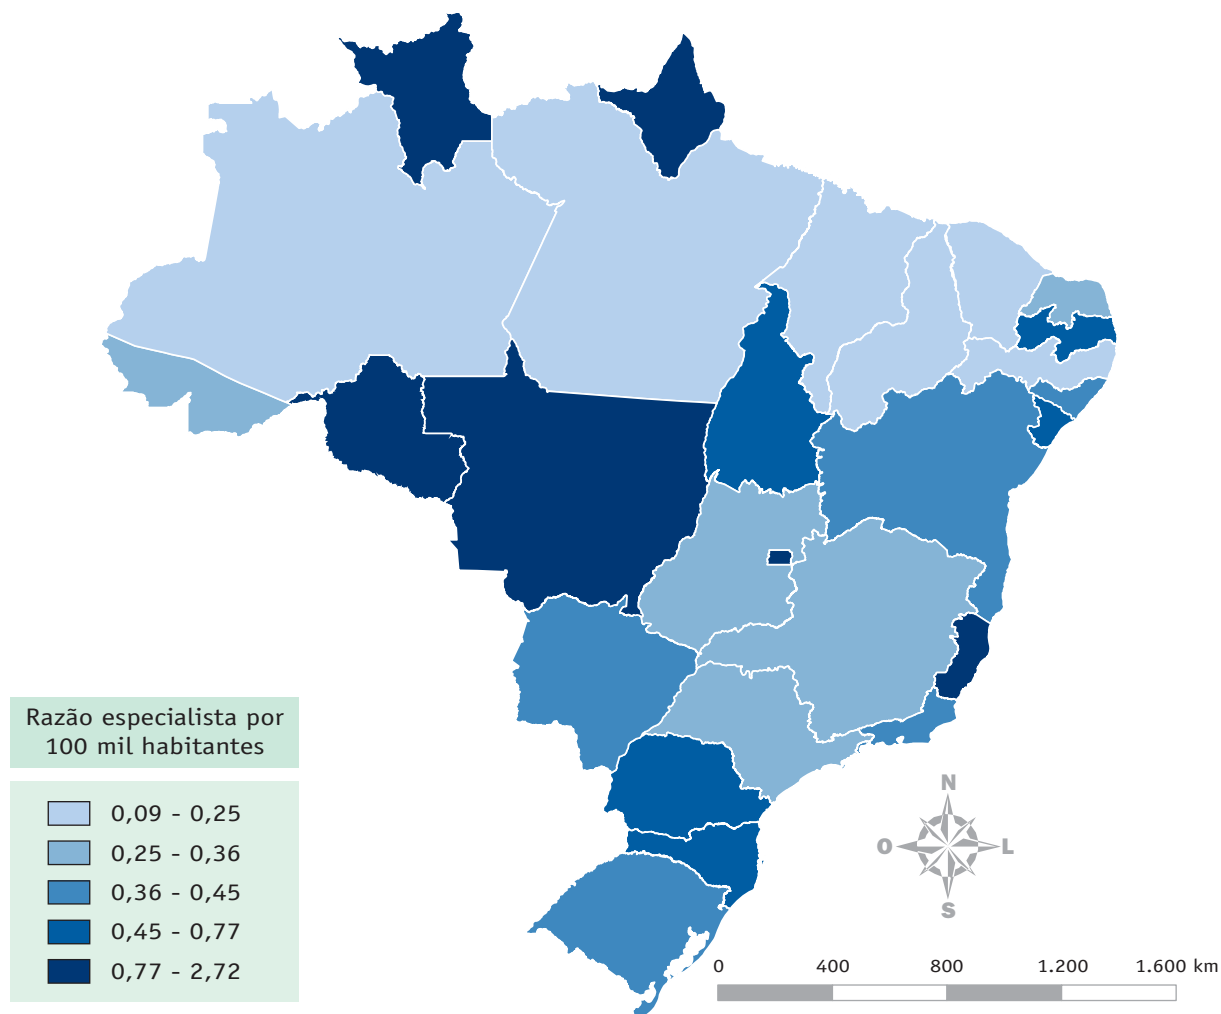 Razão especialista por
100 mil habitantes
0,09 - 0,25
0,25 - 0,36
0,36 - 0,45
0,45 - 0,77
0,77 - 2,72
N
O
L
S
0 400 800 1.200 1.600 km